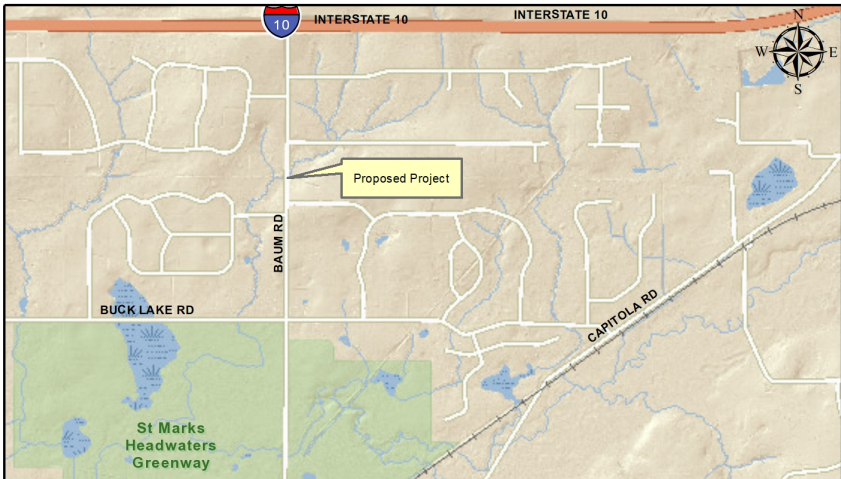 INTERSTATE 10
INTERSTATE 10
10
N
W
E
S
Proposed Project
BAUM RD
BUCK LAKE RD
CAPITOLA RD
St Marks
Headwaters
Greenway